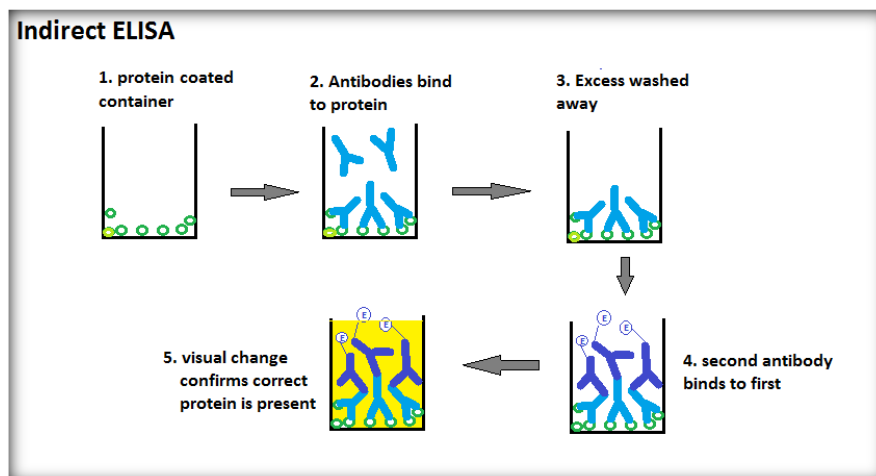 Indirect ELISA
1. protein coated
container
2. Antibodies bind
to protein
3. Excess washed
away
E
E
E
4. second antibody
binds to first
E
E
E
5. visual change
confirms correct
protein is present